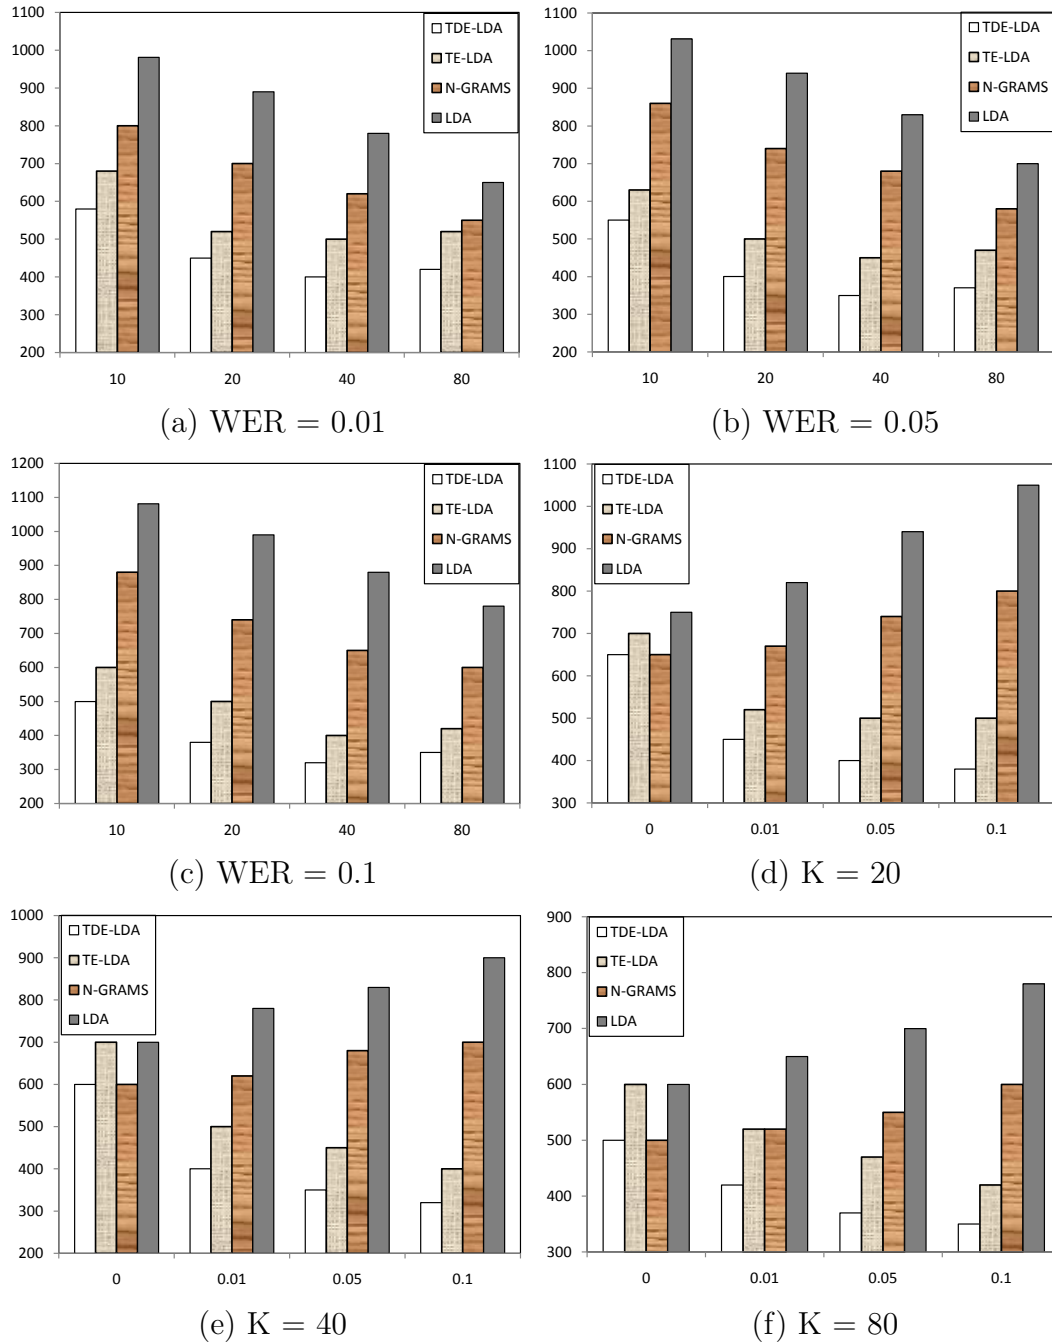 1100
1000
900
800
700
600
500
400
300
200
10 20 40 80
TDE-LDA
TE-LDA
N-GRAMS
LDA
(a) WER = 0.01
1100
1000
900
800
700
600
500
400
300
200
10 20 40 80
TDE-LDA
TE-LDA
N-GRAMS
LDA
(b) WER = 0.05
1200
1100
1000
900
800
700
600
500
400
300
200
10 20 40 80
TDE-LDA
TE-LDA
N-GRAMS
LDA
(c) WER = 0.1
1100
1000
900
800
700
600
500
400
300
0 0.01 0.05 0.1
TDE-LDA
TE-LDA
N-GRAMS
LDA
(d) K = 20
1000
900
800
700
600
500
400
300
200
0 0.01 0.05 0.1
TDE-LDA
TE-LDA
N-GRAMS
LDA
(e) K = 40
900
800
700
600
500
400
300
0 0.01 0.05 0.1
TDE-LDA
TE-LDA
N-GRAMS
LDA
(f) K = 80